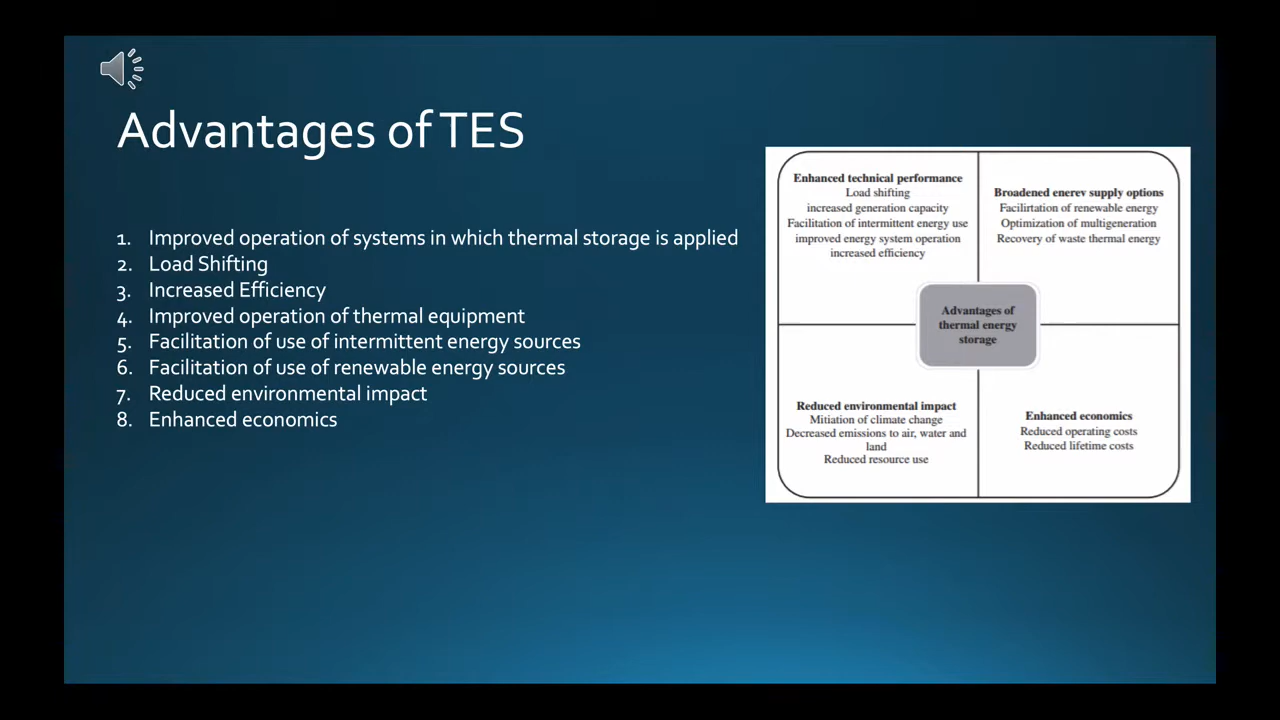 Advantages of TES
1. Improved operation of systems in which thermal storage is applied
2. Load Shifting
3. Increased Efficiency
4. Improved operation of thermal equipment
5. Facilitation of use of intermittent energy sources
6. Facilitation of use of renewable energy sources
7. Reduced environmental impact
8. Enhanced economics
Enhanced technical performance
Load shifting
increased generation capacity
Facilitation of intermittent energy use
improved energy system operation
increased efficiency
Broadened enerev supply options
Facilirtation of renewable energy
Optimization of multigeneration
Recovery of waste thermal energy
Advantages of
thermal energy
storage
Reduced environmental impact
Mitiation of climate change
Decreased emissions to air, water and
land
Reduced resource use
Enhanced economics
Reduced operating costs
Reduced lifetime costs